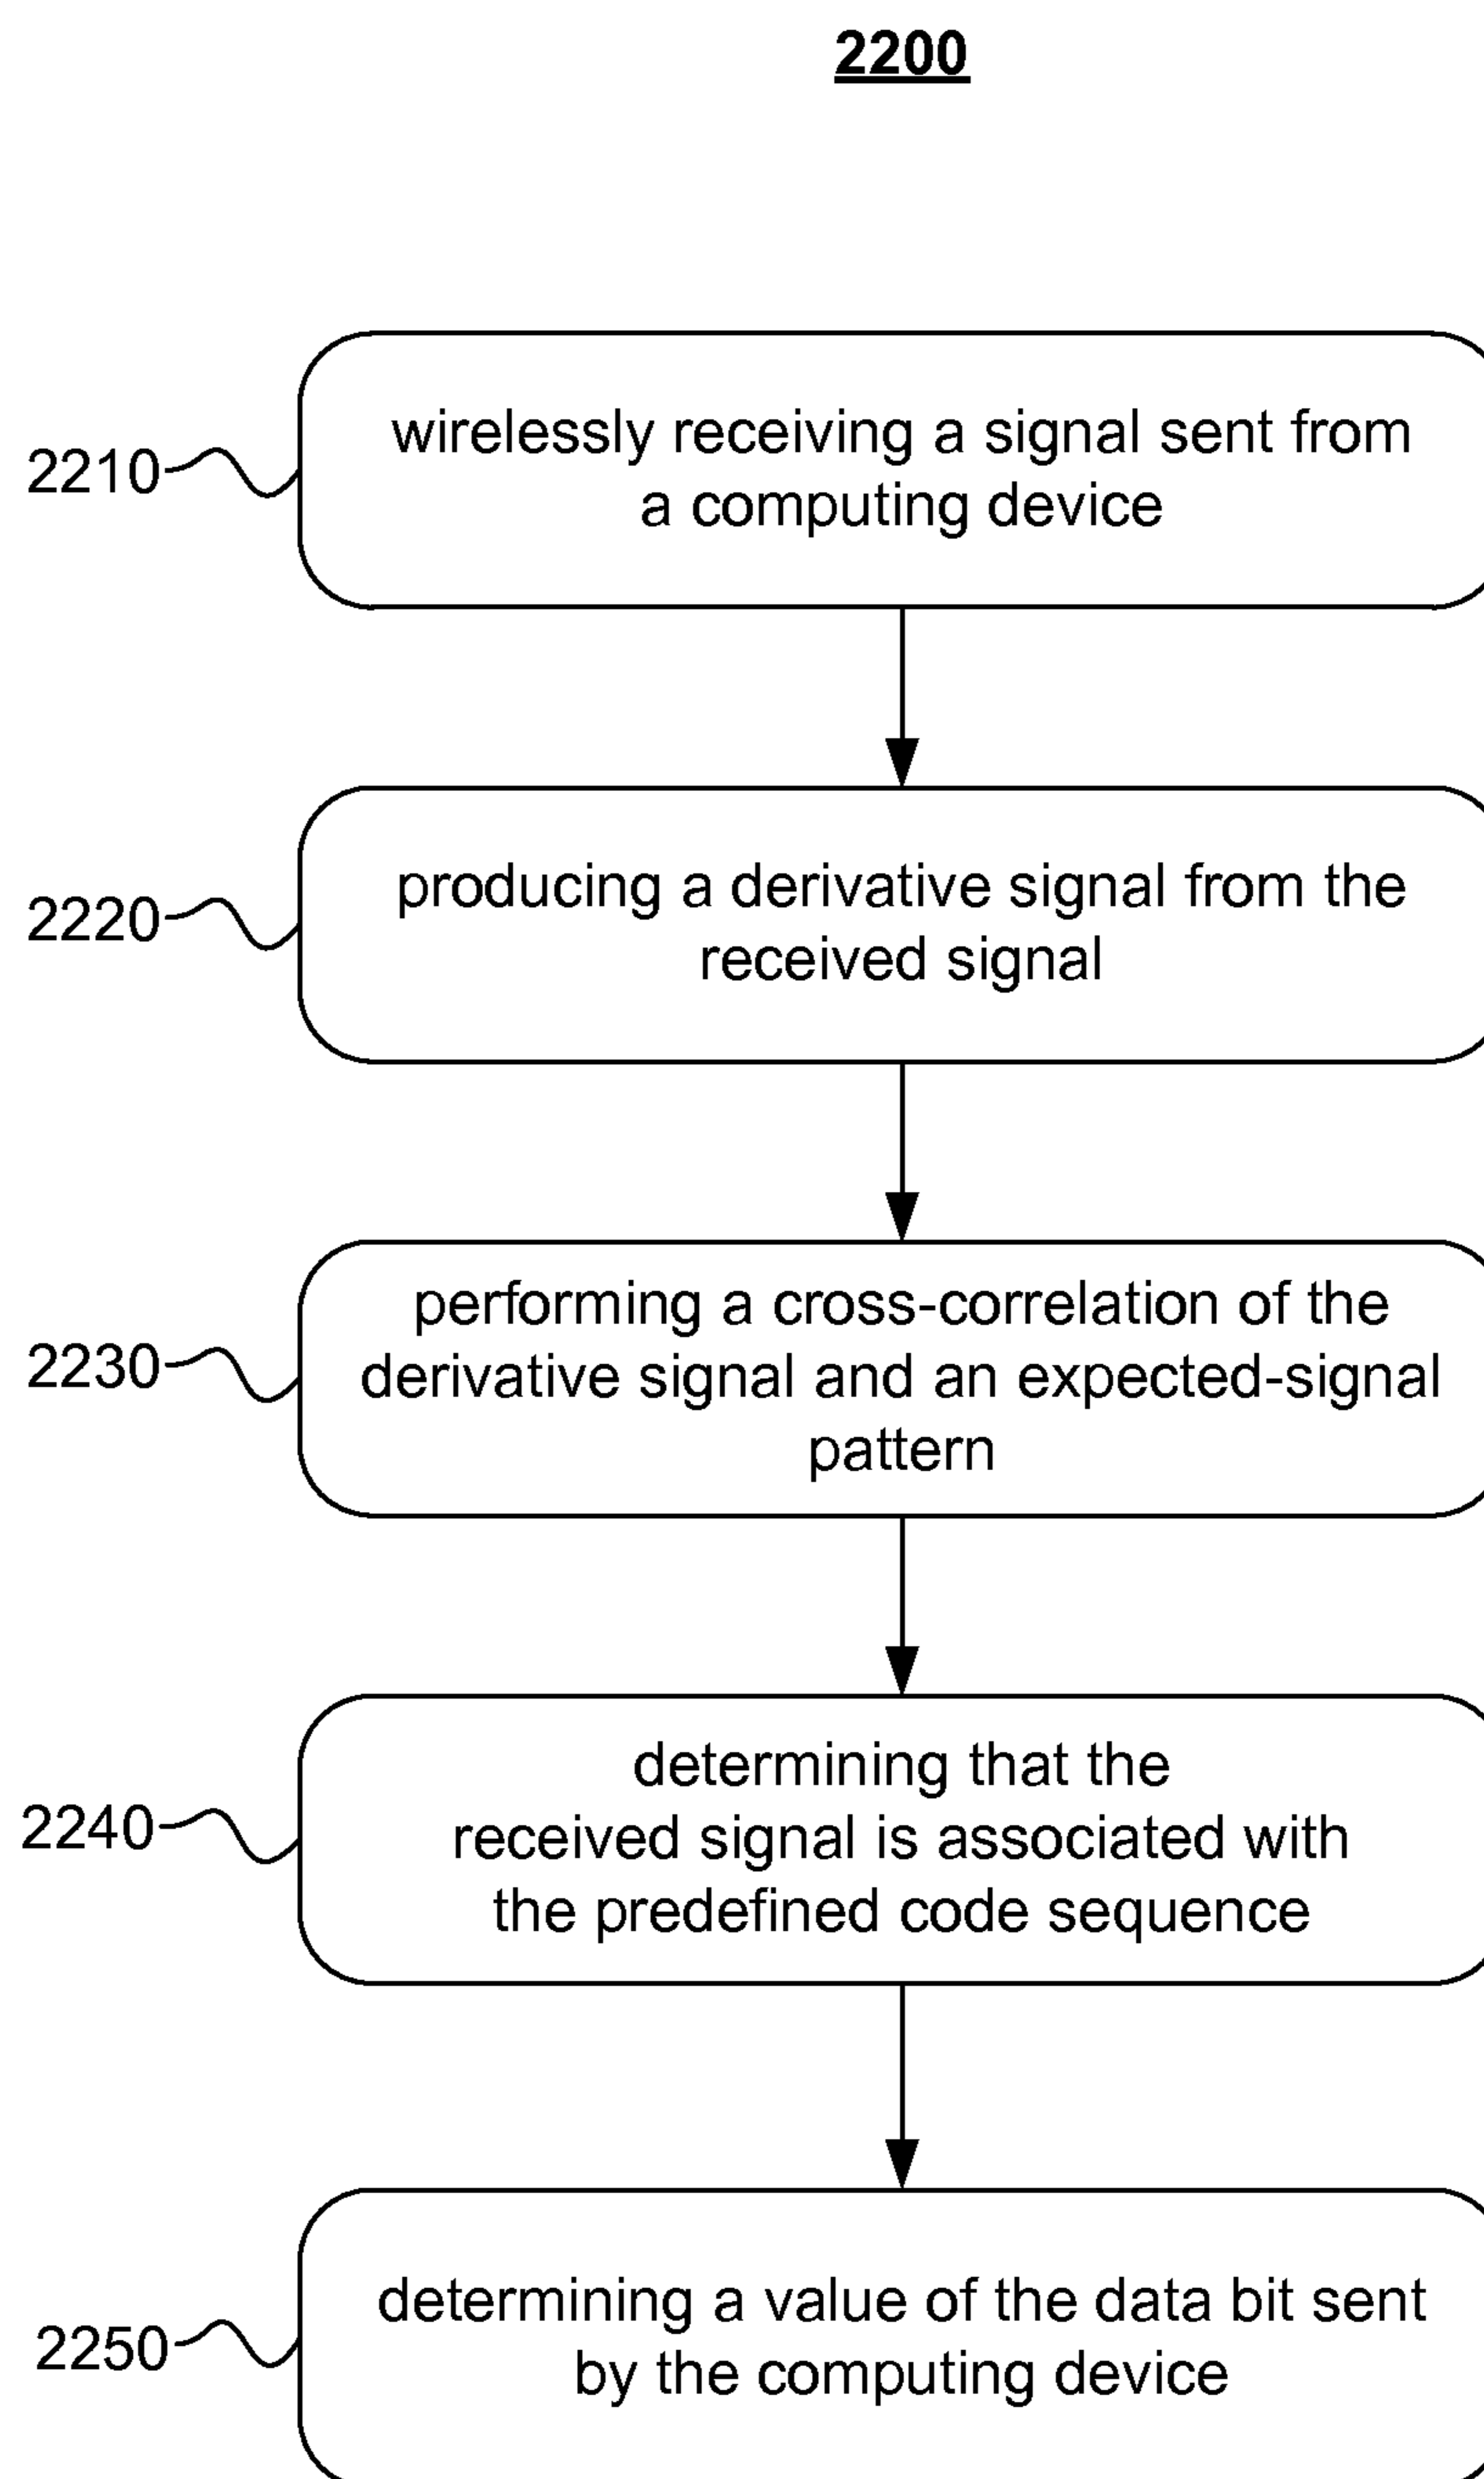 2200
2210
wirelessly receiving a signal sent from
a computing device
2220
producing a derivative signal from the
received signal
2230
performing a cross-correlation of the
derivative signal and an expected-signal
pattern
2240
determining that the
received signal is associated with
the predefined code sequence
2250
determining a value of the data bit sent
by the computing device